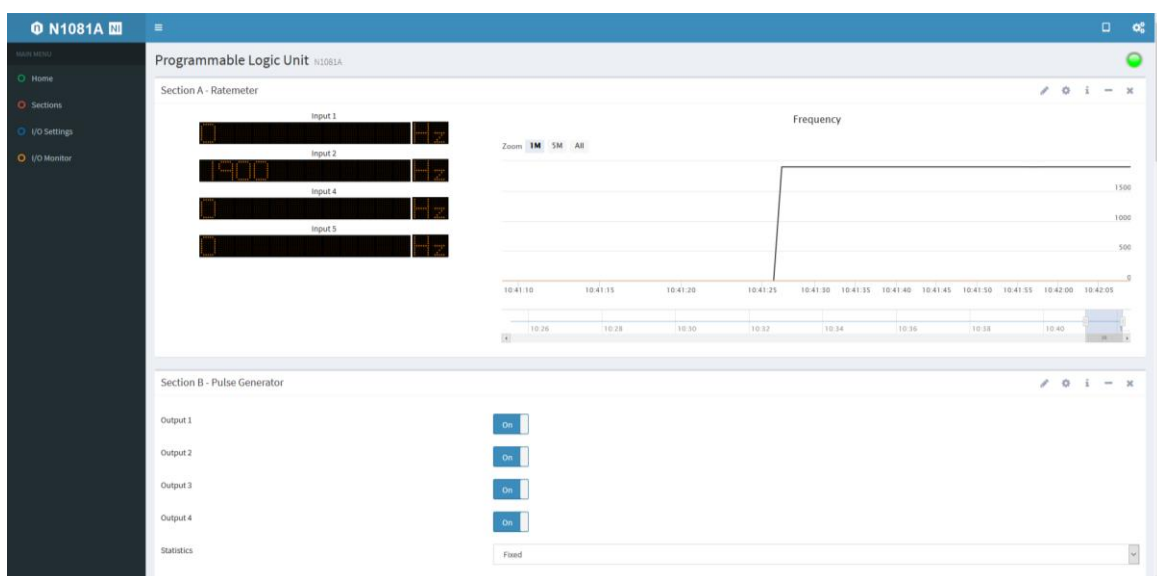 N1081A NI
MAIN MENU
Home
Sections
I/O Settings
I/O Monitor
Programmable Logic Unit N1081A
Section A - Ratemeter
Input 1
0 Hz
Input 2
1900 Hz
Input 4
0 Hz
Input 5
0 Hz
Frequency
Zoom 1M 5M All
1500
1000
500
0
10:41:10 10:41:15 10:41:20 10:41:25 10:41:30 10:41:35 10:41:40 10:41:45 10:41:50 10:41:55 10:42:00 10:42:05
10:26 10:28 10:30 10:32 10:34 10:36 10:38 10:40
Section B - Pulse Generator
Output 1
On
Output 2
On
Output 3
On
Output 4
On
Statistics
Fixed